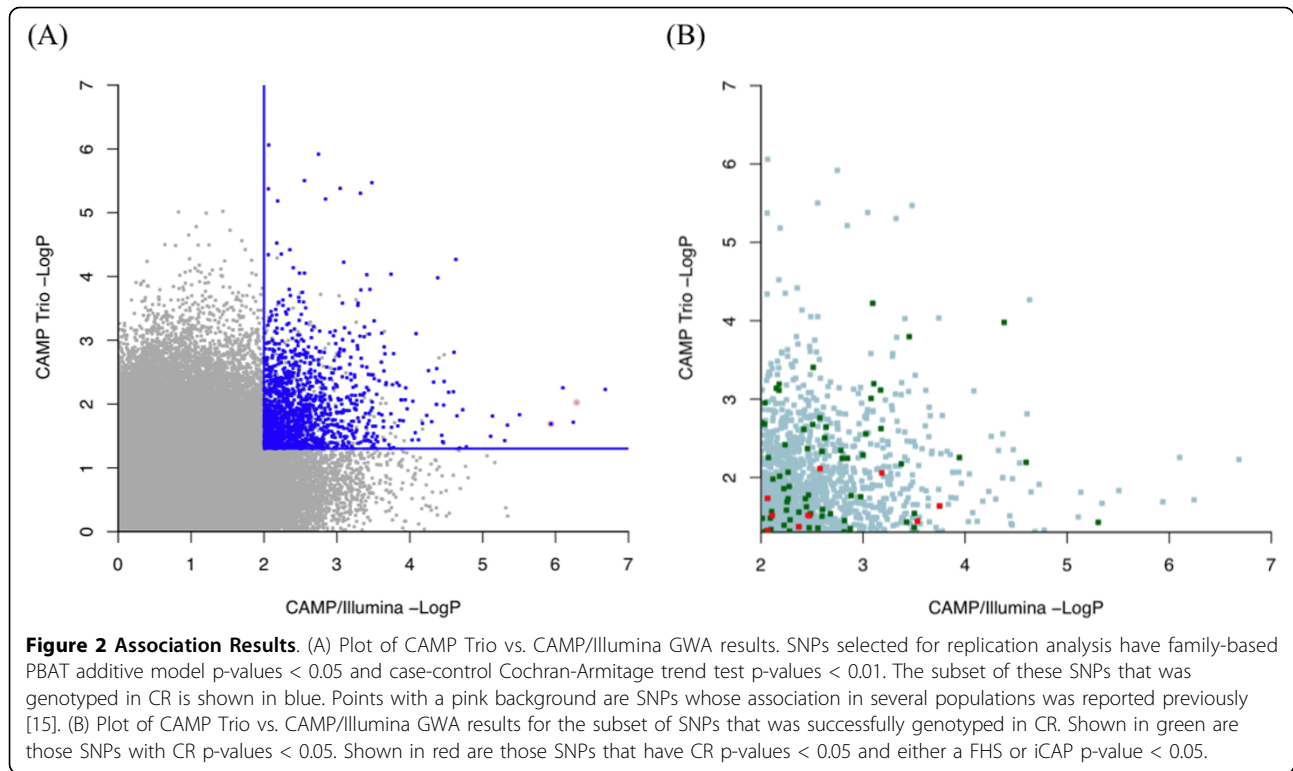 (A)
(B)
7
6
5
4
3
2
1
0
CAMP Trio –LogP
0 1 2 3 4 5 6 7
CAMP/Illumina –LogP
7
6
5
4
3
2
CAMP Trio –LogP
2 3 4 5 6 7
CAMP/Illumina –LogP
Figure 2 Association Results. (A) Plot of CAMP Trio vs. CAMP/Illumina GWA results. SNPs selected for replication analysis have family-based
PBAT additive model p-values < 0.05 and case-control Cochran-Armitage trend test p-values < 0.01. The subset of these SNPs that was
genotyped in CR is shown in blue. Points with a pink background are SNPs whose association in several populations was reported previously
[15]. (B) Plot of CAMP Trio vs. CAMP/Illumina GWA results for the subset of SNPs that was successfully genotyped in CR. Shown in green are
those SNPs with CR p-values < 0.05. Shown in red are those SNPs that have CR p-values < 0.05 and either a FHS or iCAP p-value < 0.05.